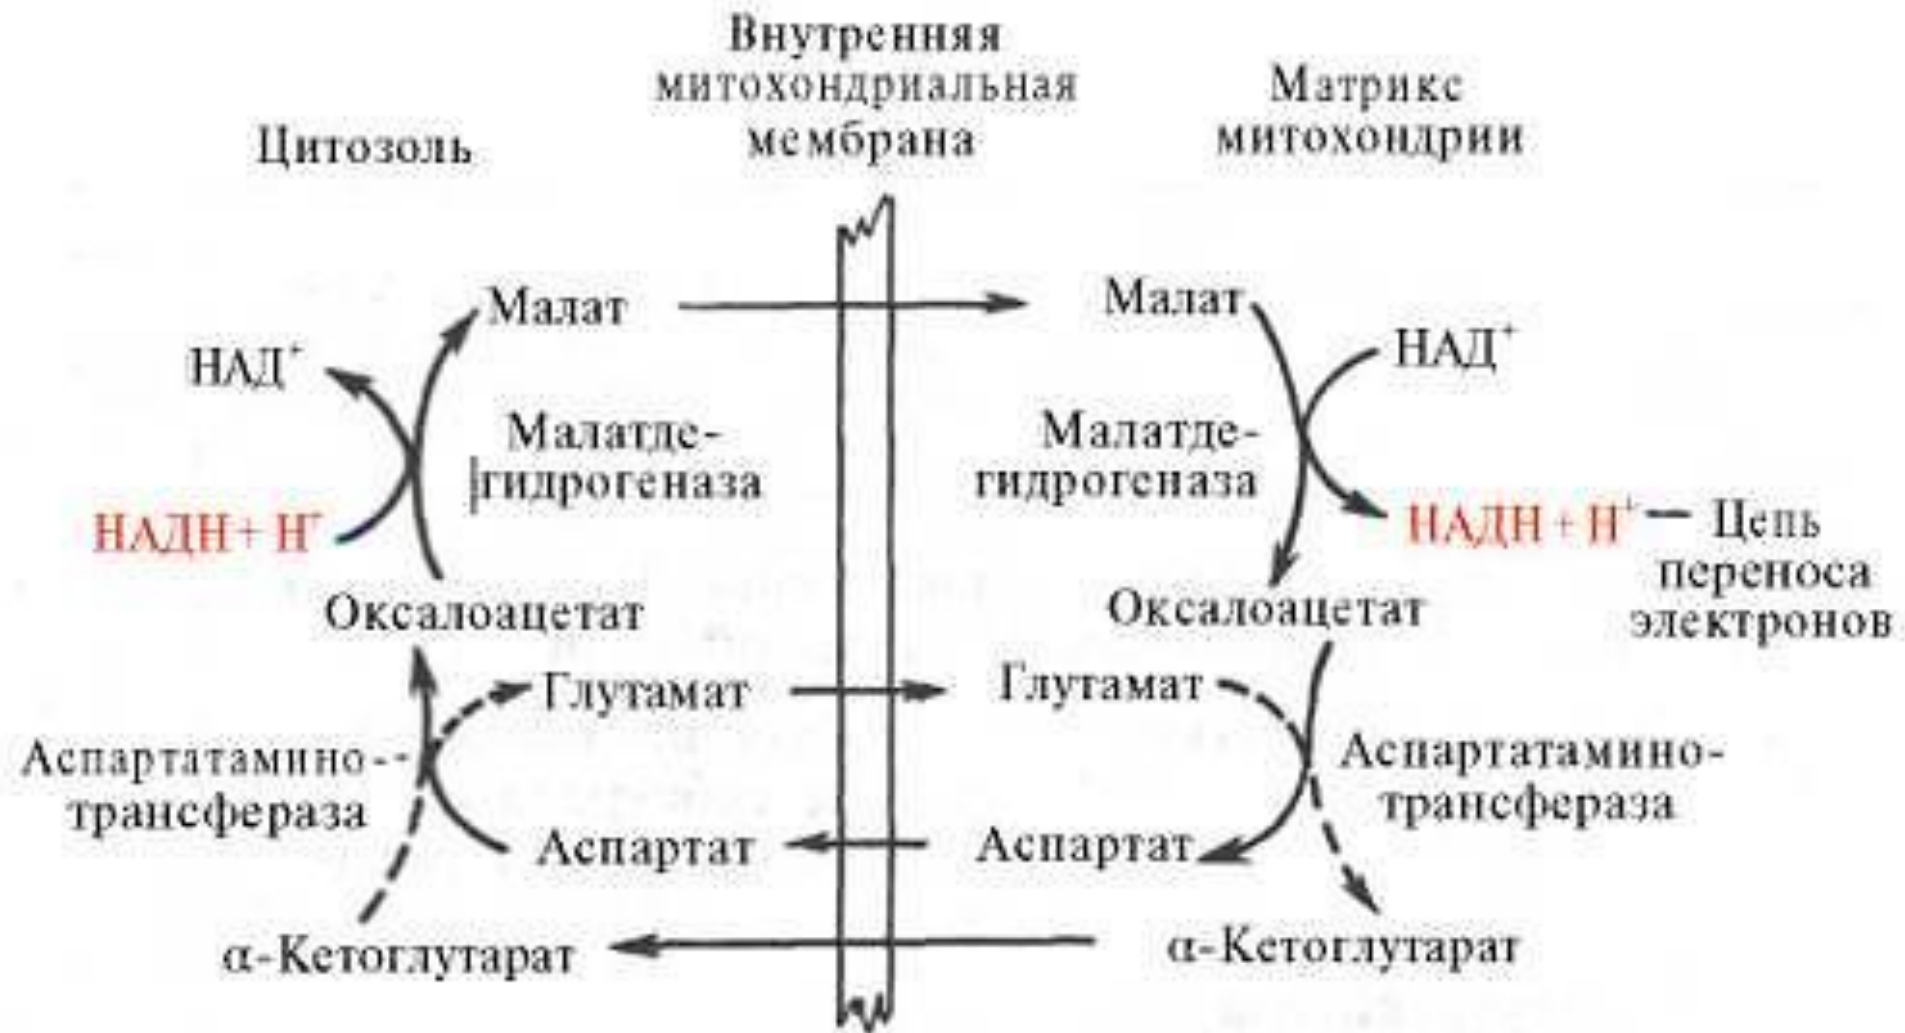 Внутренняя
митохондриальная
мембрана
Матрикс
митохондрии
Цитозоль
Малат
Малат
НАД⁺
НАД⁺
Малатде-
гидрогеназа
Малатде-
гидрогеназа
НАДН + Н⁺
НАДН + Н⁺ — Цепь
переноса
электронов
Оксалоацетат
Оксалоацетат
Глутамат
Глутамат
Аспартатамино-
трансфераза
Аспартатамино-
трансфераза
Аспартат
Аспартат
α-Кетоглутарат
α-Кетоглутарат